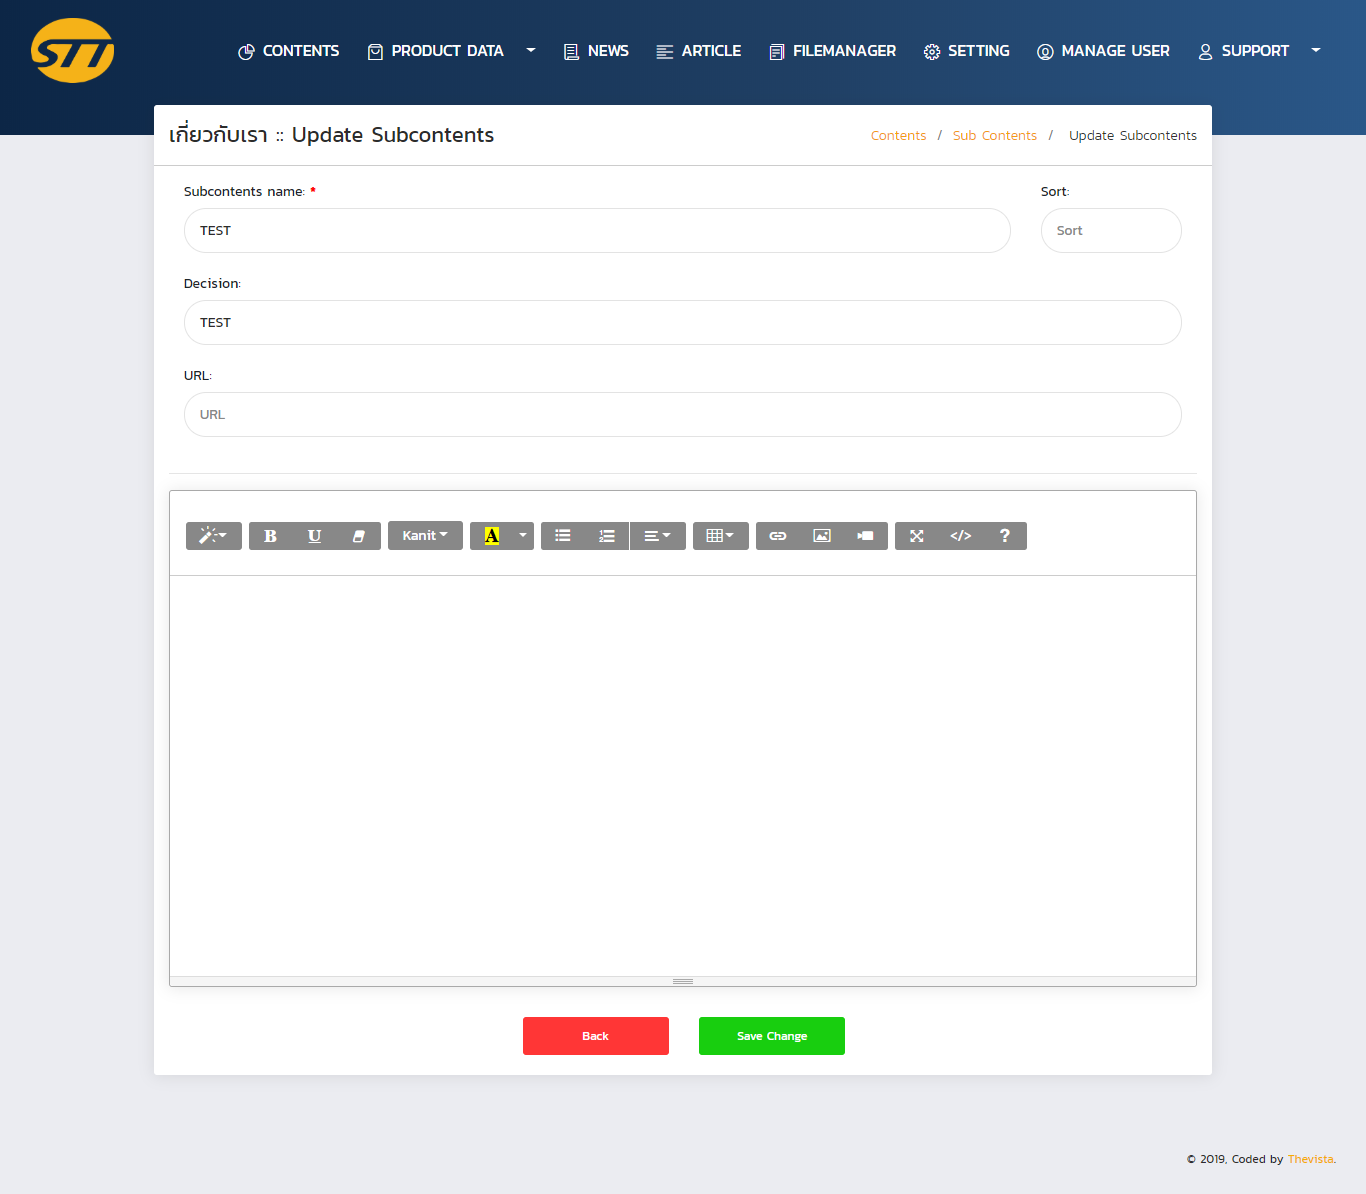 STI
CONTENTS PRODUCT DATA NEWS ARTICLE FILEMANAGER SETTING MANAGE USER SUPPORT
เกี่ยวกับเรา :: Update Subcontents
Contents / Sub Contents / Update Subcontents
Subcontents name: * Sort:
TEST Sort
Decision:
TEST
URL:
URL
B U Kanit A </> ?
Back Save Change
© 2019, Coded by Thevista.